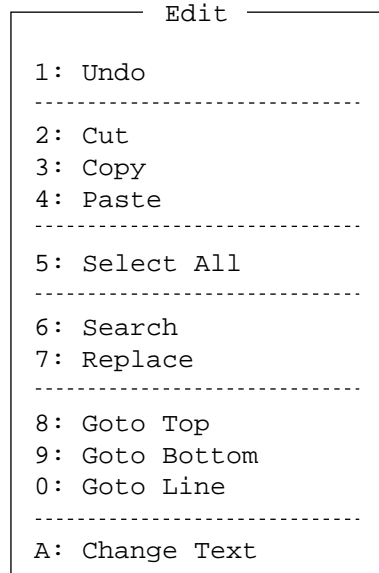 Edit
1: Undo
2: Cut
3: Copy
4: Paste
5: Select All
6: Search
7: Replace
8: Goto Top
9: Goto Bottom
0: Goto Line
A: Change Text